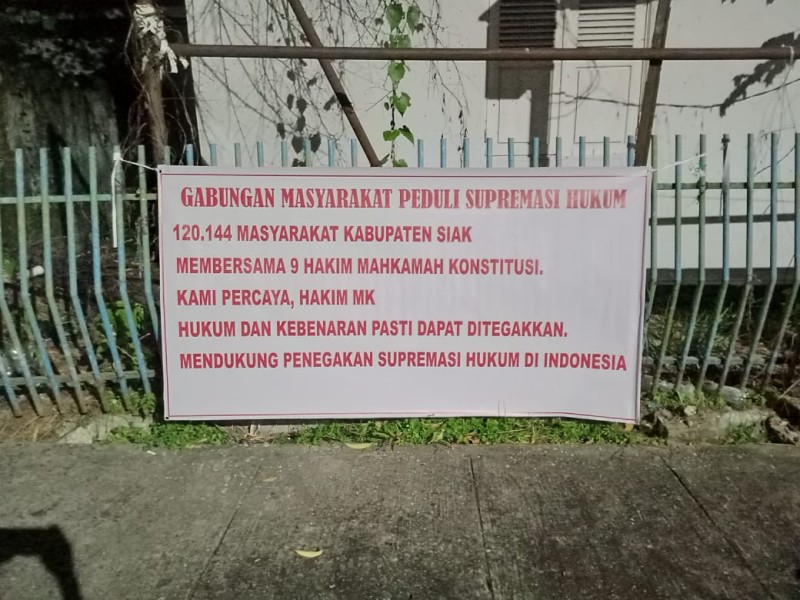 GABUNGAN MASYARAKAT PEDULI SUPREMASI HUKUM
120.144 MASYARAKAT KABUPATEN SIAK
MEMBERSAMA 9 HAKIM MAHKAMAH KONSTITUSI.
KAMI PERCAYA, HAKIM MK
HUKUM DAN KEBENARAN PASTI DAPAT DITEGAKKAN.
MENDUKUNG PENEGAKAN SUPREMASI HUKUM DI INDONESIA